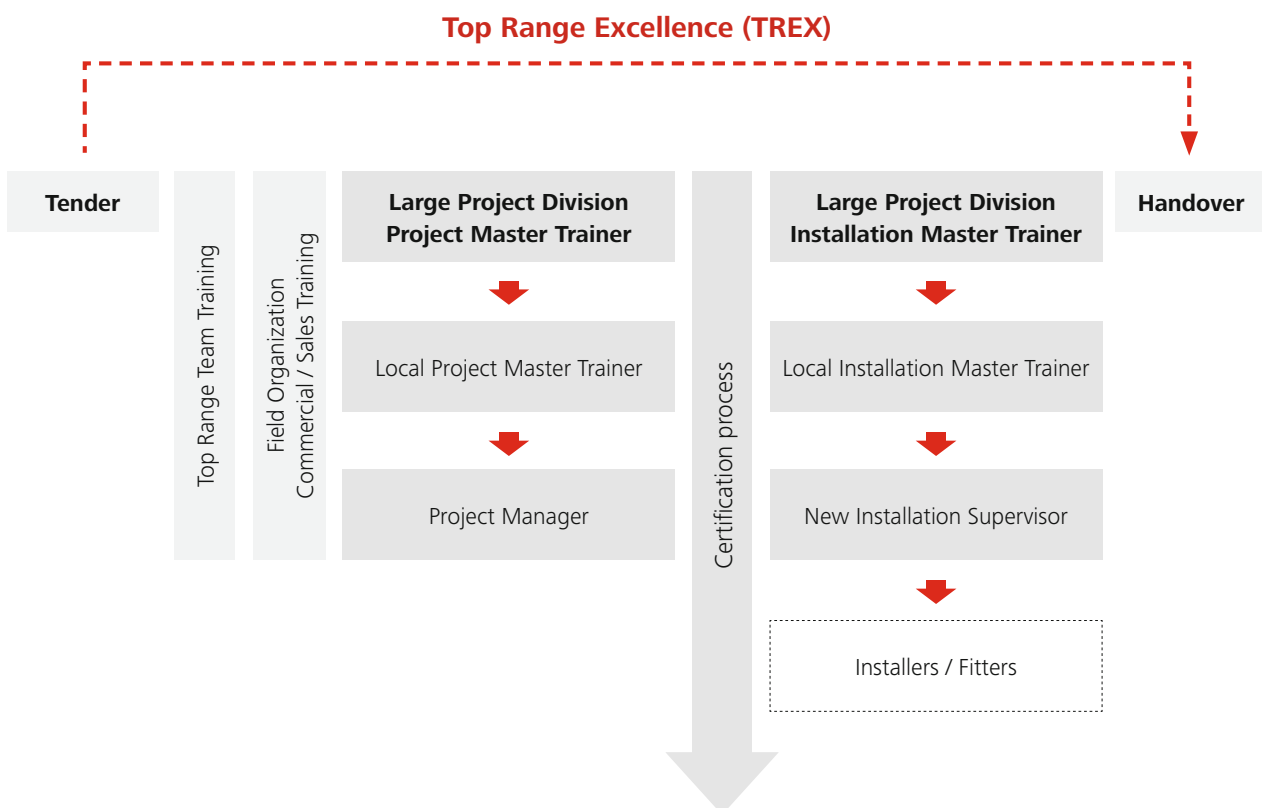 Top Range Excellence (TREX)
Tender
Top Range Team Training
Field Organization
Commercial / Sales Training
Large Project Division
Project Master Trainer
Local Project Master Trainer
Project Manager
Certification process
Large Project Division
Installation Master Trainer
Local Installation Master Trainer
New Installation Supervisor
Installers / Fitters
Handover